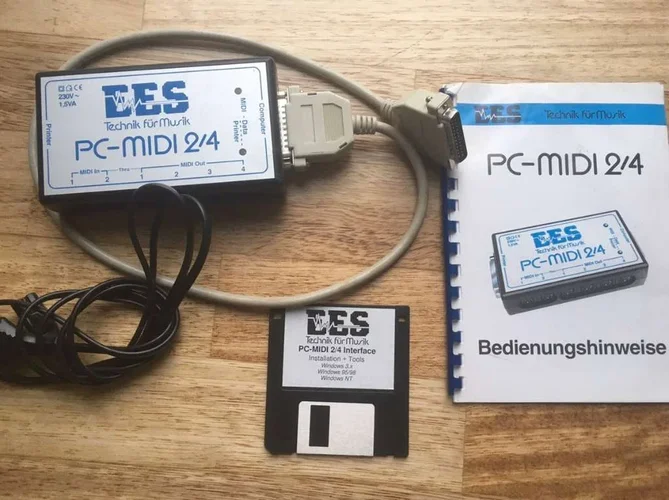 EES
230V~
1,5VA
Technik für Musik
PC-MIDI 2/4
Printer
Computer
MIDI - Data
Printer
MIDI In
Thru
MIDI Out
1 2 1 2 3 4
EES
Technik für Musik
PC-MIDI 2/4
EES
Technik für Musik
PC-MIDI 2/4
Bedienungshinweise
EES
Technik für Musik
PC-MIDI 2/4 Interface
Installation + Tools
Windows 3.x
Windows 95/98
Windows NT